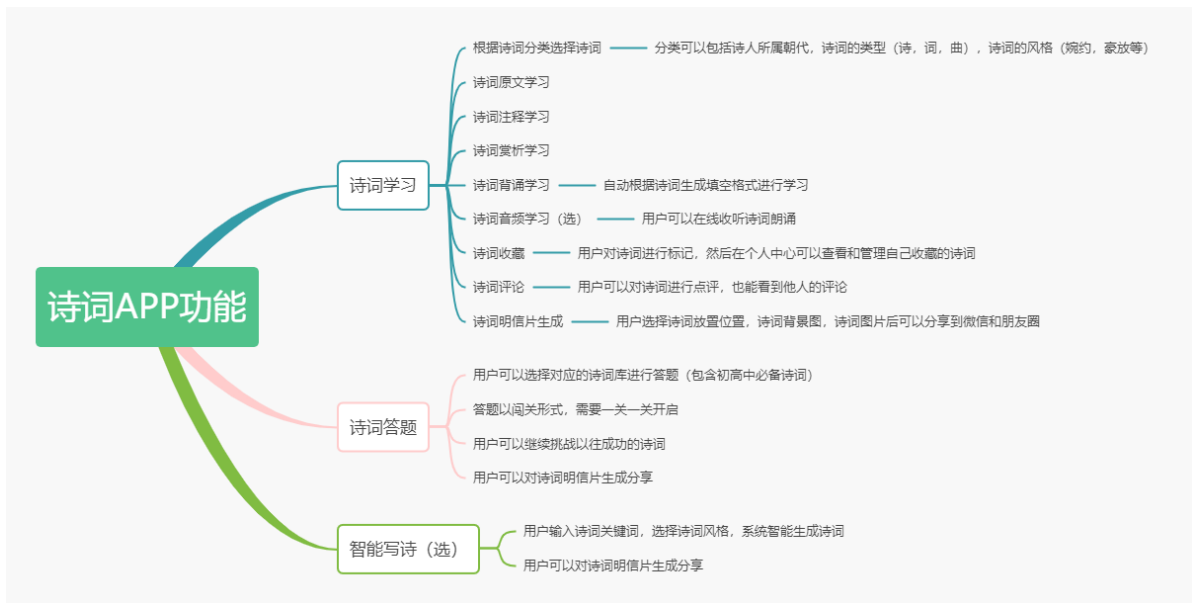 诗词APP功能
诗词学习
根据诗词分类选择诗词
分类可以包括诗人所属朝代，诗词的类型（诗，词，曲），诗词的风格（婉约，豪放等）
诗词原文学习
诗词注释学习
诗词赏析学习
诗词背诵学习
自动根据诗词生成填空格式进行学习
诗词音频学习（选）
用户可以在线收听诗词朗诵
诗词收藏
用户对诗词进行标记，然后在个人中心可以查看和管理自己收藏的诗词
诗词评论
用户可以对诗词进行点评，也能看到他人的评论
诗词明信片生成
用户选择诗词放置位置，诗词背景图，诗词图片后可以分享到微信和朋友圈
诗词答题
用户可以选择对应的诗词库进行答题（包含初高中必备诗词）
答题以闯关形式，需要一关一关开启
用户可以继续挑战以往成功的诗词
用户可以对诗词明信片生成分享
智能写诗（选）
用户输入诗词关键词，选择诗词风格，系统智能生成诗词
用户可以对诗词明信片生成分享